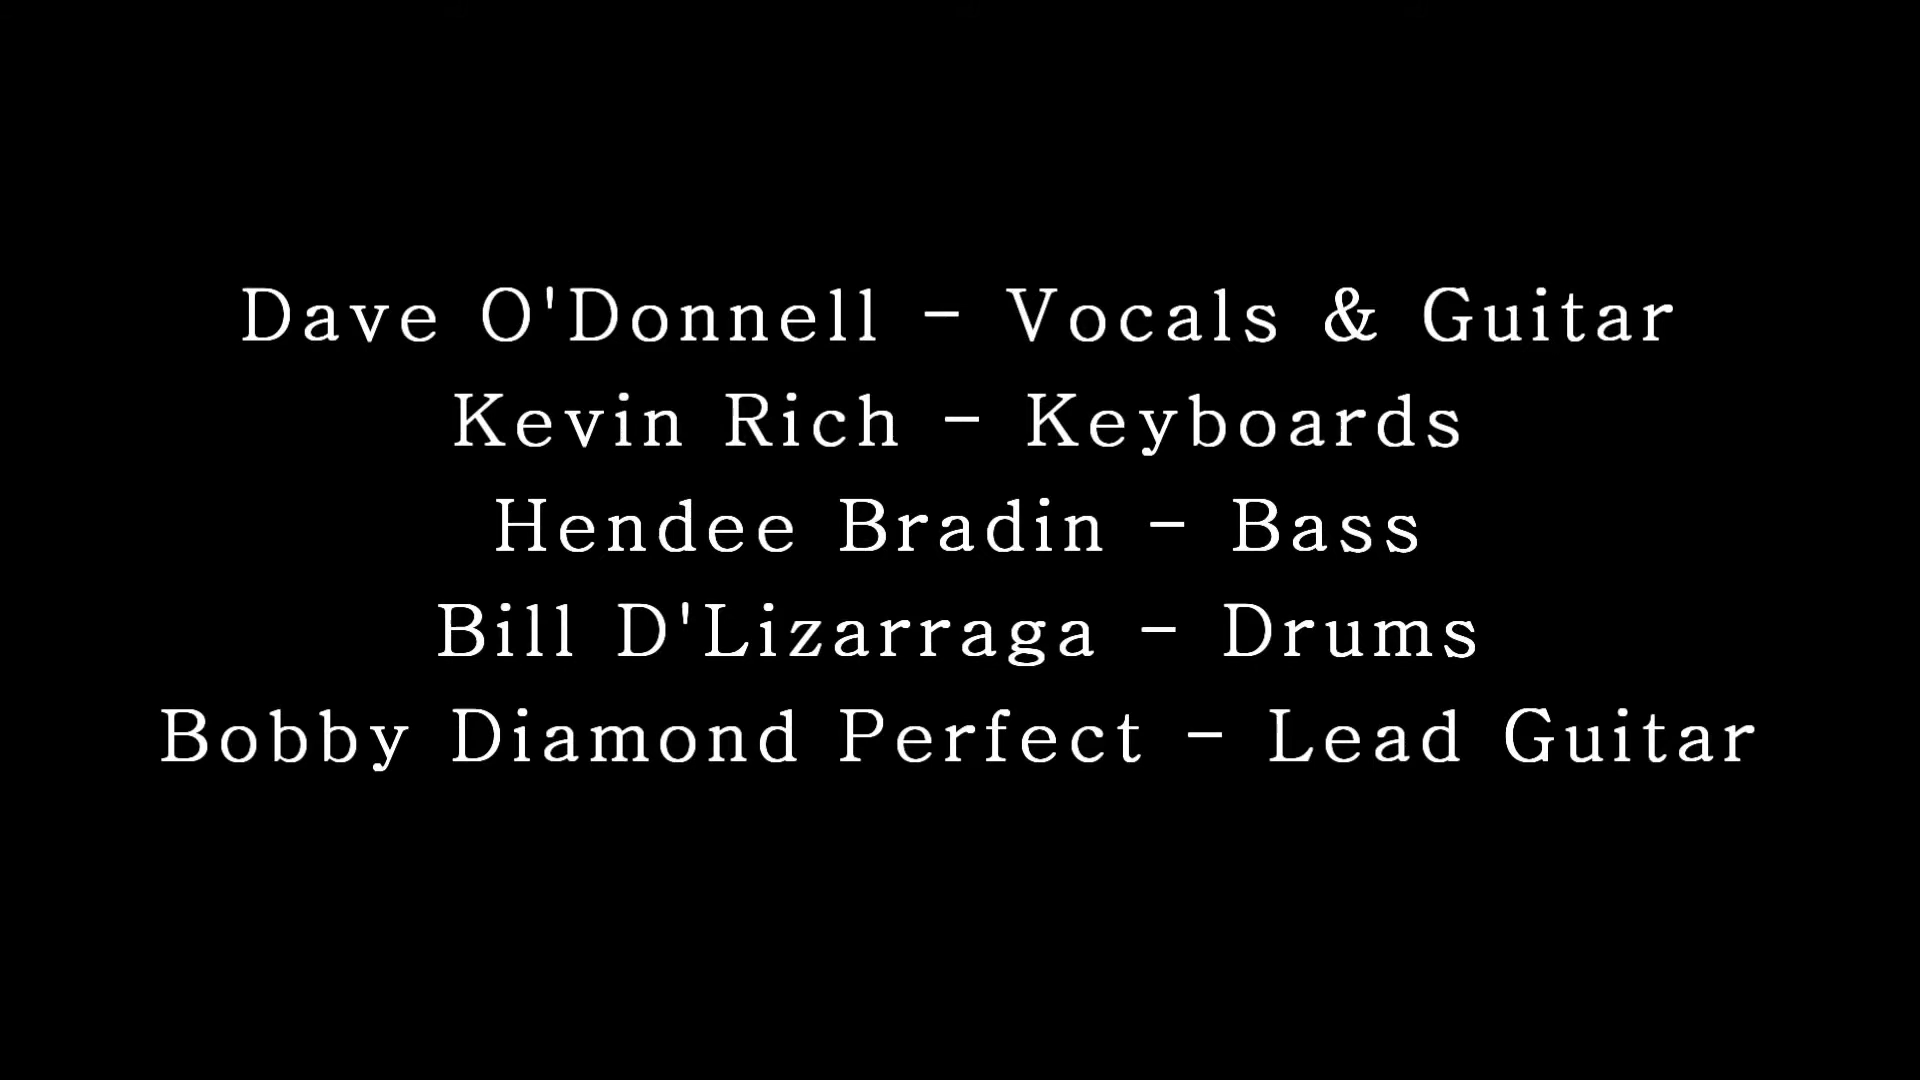 Dave O'Donnell - Vocals & Guitar
Kevin Rich - Keyboards
Hendee Bradin - Bass
Bill D'Lizarraga - Drums
Bobby Diamond Perfect - Lead Guitar